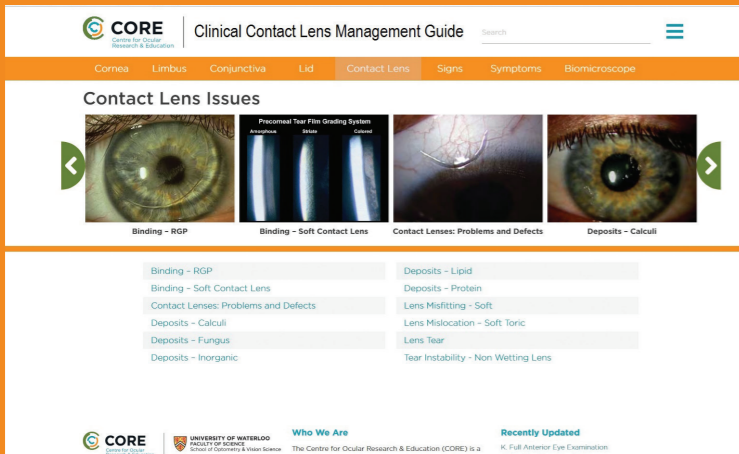 CORE
Centre for Ocular
Research & Education
Clinical Contact Lens Management Guide
Search
Cornea Limbus Conjunctiva Lid Contact Lens Signs Symptoms Biomicroscope
Contact Lens Issues
Precorneal Tear Film Grading System
Amorphous Striate Colored
Binding – RGP
Binding – Soft Contact Lens
Contact Lenses: Problems and Defects
Deposits – Calculi
Binding – RGP
Binding – Soft Contact Lens
Contact Lenses: Problems and Defects
Deposits – Calculi
Deposits – Fungus
Deposits – Inorganic
Deposits – Lipid
Deposits – Protein
Lens Misfitting - Soft
Lens Mislocation – Soft Toric
Lens Tear
Tear Instability - Non Wetting Lens
CORE
Centre for Ocular
UNIVERSITY OF WATERLOO
FACULTY OF SCIENCE
School of Optometry & Vision Science
Who We Are
The Centre for Ocular Research & Education (CORE) is a
Recently Updated
K. Full Anterior Eye Examination